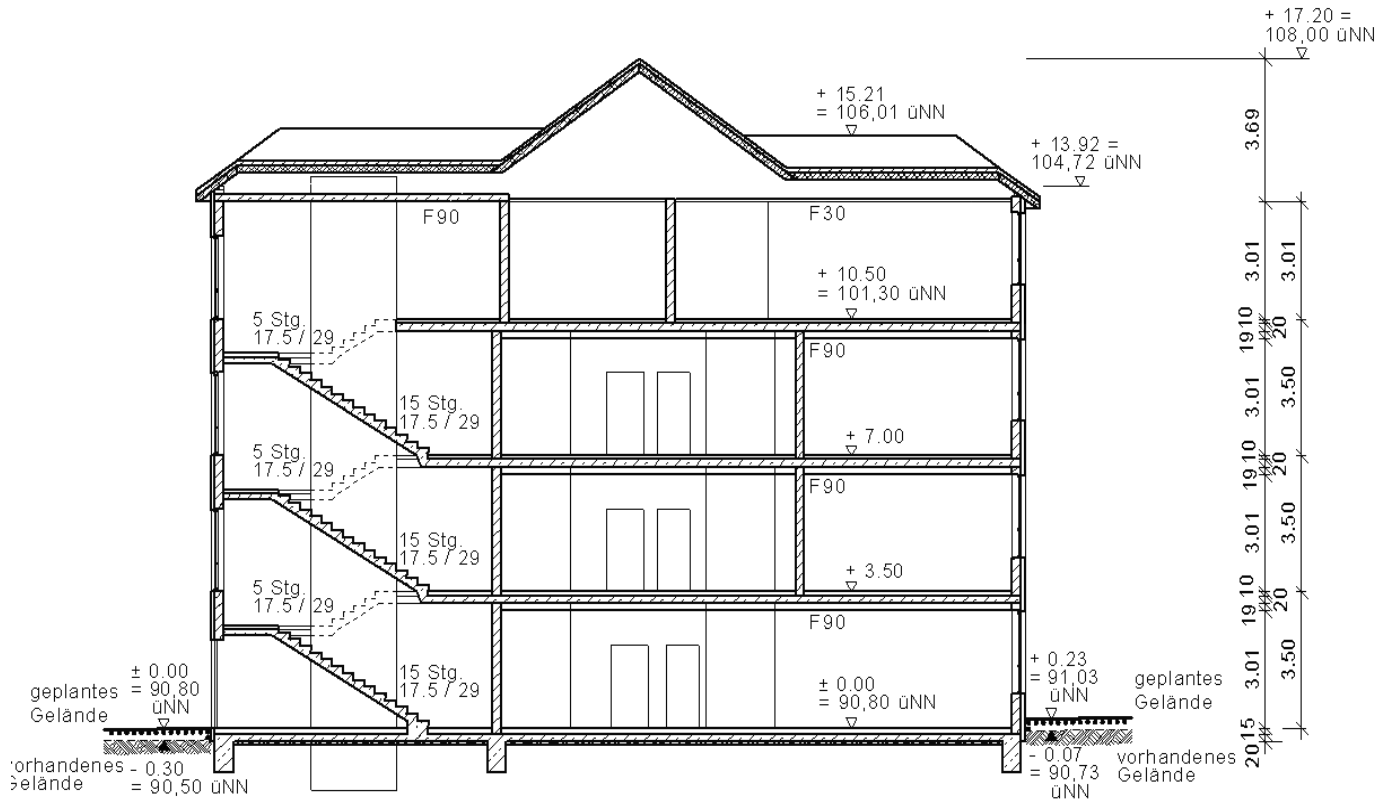 + 17.20 =
108,00 üNN
+ 15.21
= 106,01 üNN
+ 13.92 =
104,72 üNN
3.69
F90
F30
3.01
3.01
+ 10.50
= 101,30 üNN
5 Stg.
17.5 / 29
10
20
19
F90
15 Stg.
17.5 / 29
3.01
3.50
+ 7.00
5 Stg.
17.5 / 29
10
20
19
F90
15 Stg.
17.5 / 29
3.01
3.50
+ 3.50
5 Stg.
17.5 / 29
10
20
19
F90
15 Stg.
17.5 / 29
3.01
3.50
± 0.00
= 90,80
üNN
geplantes
Gelände
± 0.00
= 90,80 üNN
+ 0.23
= 91,03
üNN
geplantes
Gelände
15
20
vorhandenes
Gelände
- 0.30
= 90,50 üNN
- 0.07
= 90,73
üNN
vorhandenes
Gelände